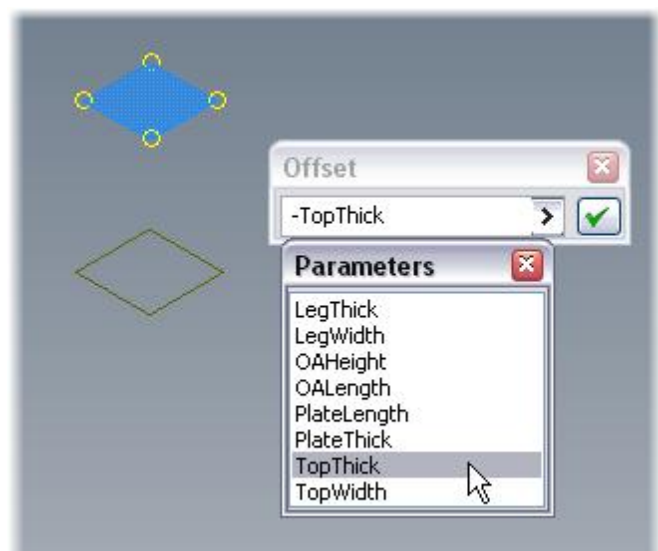 Offset
-TopThick
Parameters
LegThick
LegWidth
OAHeight
OALength
PlateLength
PlateThick
TopThick
TopWidth